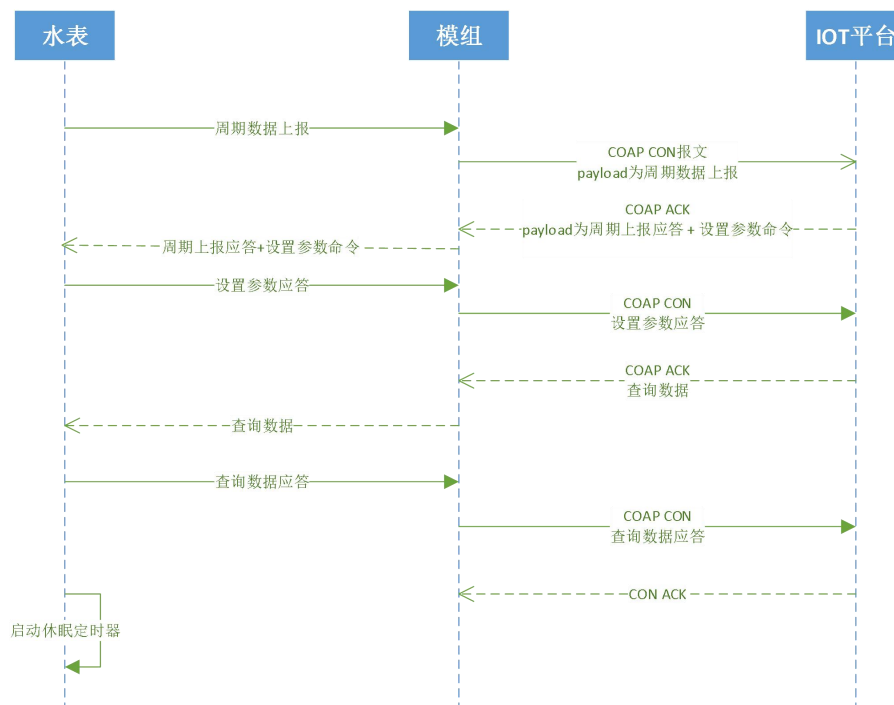 水表
模组
IOT平台
周期数据上报
COAP CON报文
payload为周期数据上报
COAP ACK
payload为周期上报应答 + 设置参数命令
周期上报应答+设置参数命令
设置参数应答
COAP CON
设置参数应答
COAP ACK
查询数据
查询数据
查询数据应答
COAP CON
查询数据应答
CON ACK
启动休眠定时器